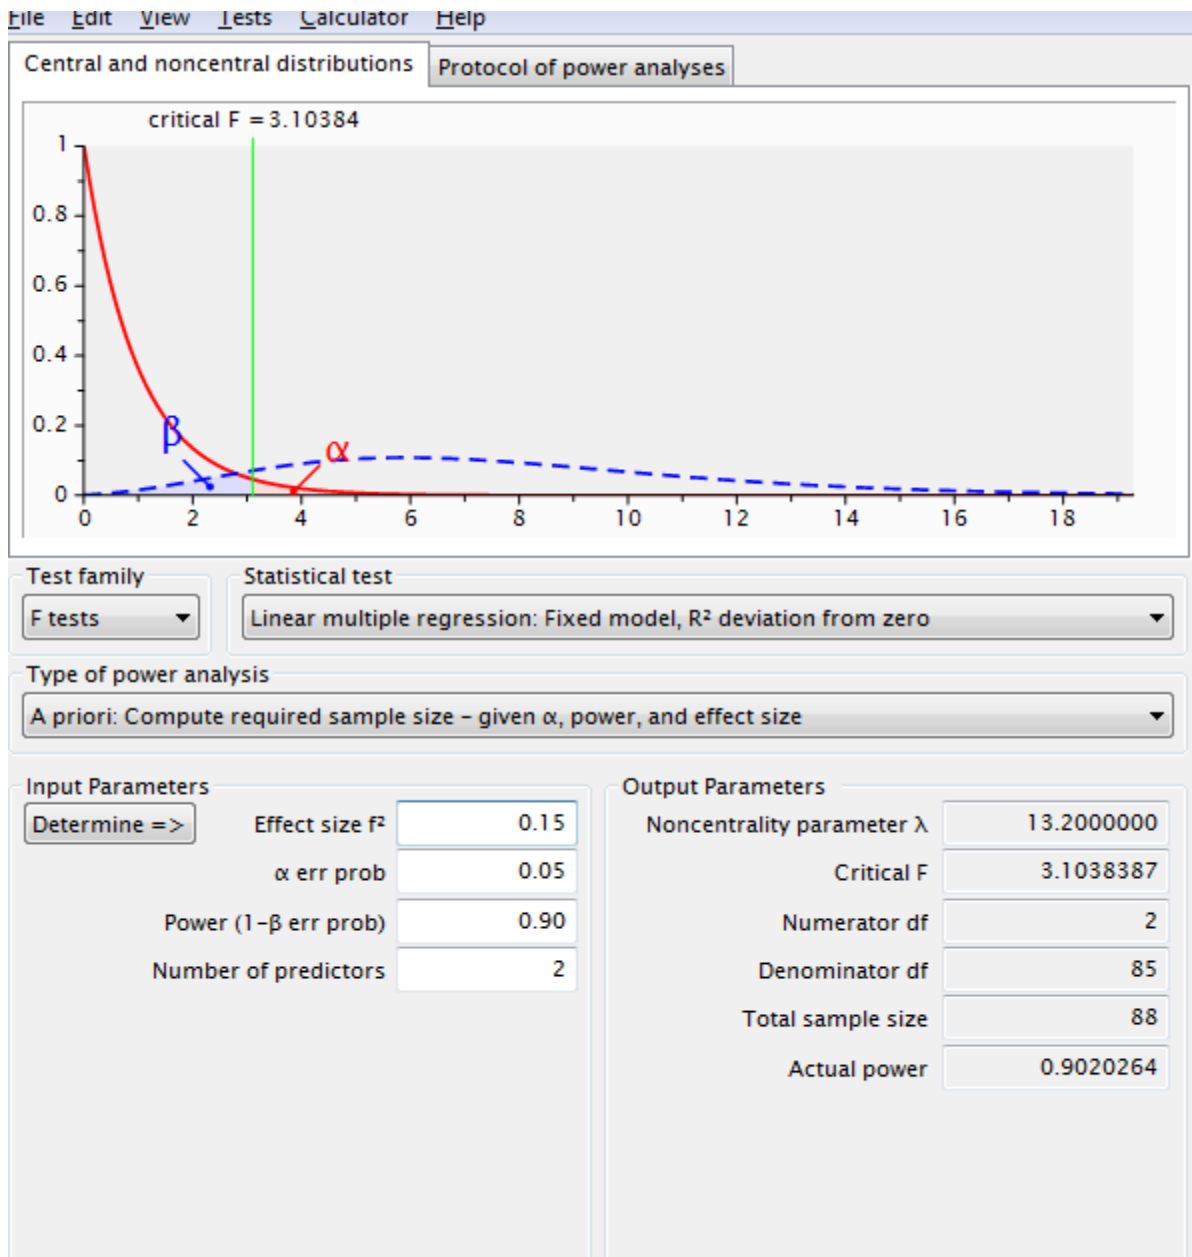 File Edit View Tests Calculator Help
Central and noncentral distributions Protocol of power analyses
critical F = 3.10384
1
0.8
0.6
0.4
0.2
0
β
α
0 2 4 6 8 10 12 14 16 18
Test family Statistical test
F tests Linear multiple regression: Fixed model, R² deviation from zero
Type of power analysis
A priori: Compute required sample size – given α, power, and effect size
Input Parameters Output Parameters
Determine => Effect size f² 0.15 Noncentrality parameter λ 13.2000000
α err prob 0.05 Critical F 3.1038387
Power (1-β err prob) 0.90 Numerator df 2
Number of predictors 2 Denominator df 85
Total sample size 88
Actual power 0.9020264